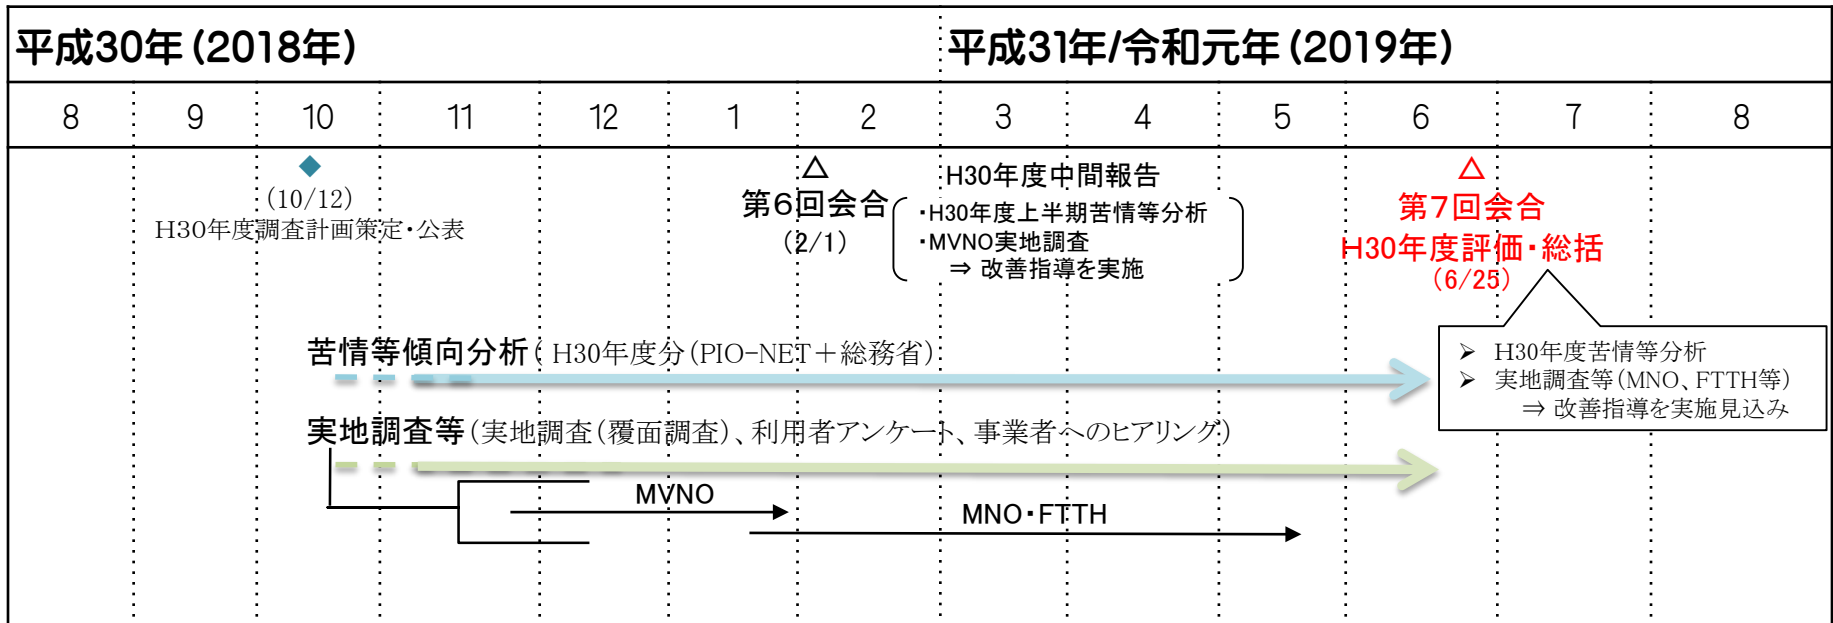 平成30年(2018年)
平成31年/令和元年(2019年)
8 9 10 11 12 1 2 3 4 5 6 7 8
◆
(10/12)
H30年度調査計画策定・公表
△
第6回会合
(2/1)
H30年度中間報告
・H30年度上半期苦情等分析
・MVNO実地調査
⇒ 改善指導を実施
△
第7回会合
H30年度評価・総括
(6/25)
➢ H30年度苦情等分析
➢ 実地調査等(MNO、FTTH等)
⇒ 改善指導を実施見込み
苦情等傾向分析( H30年度分(PIO-NET+総務省)
実地調査等(実地調査(覆面調査)、利用者アンケート、事業者へのヒアリング)
MVNO
MNO・FTTH